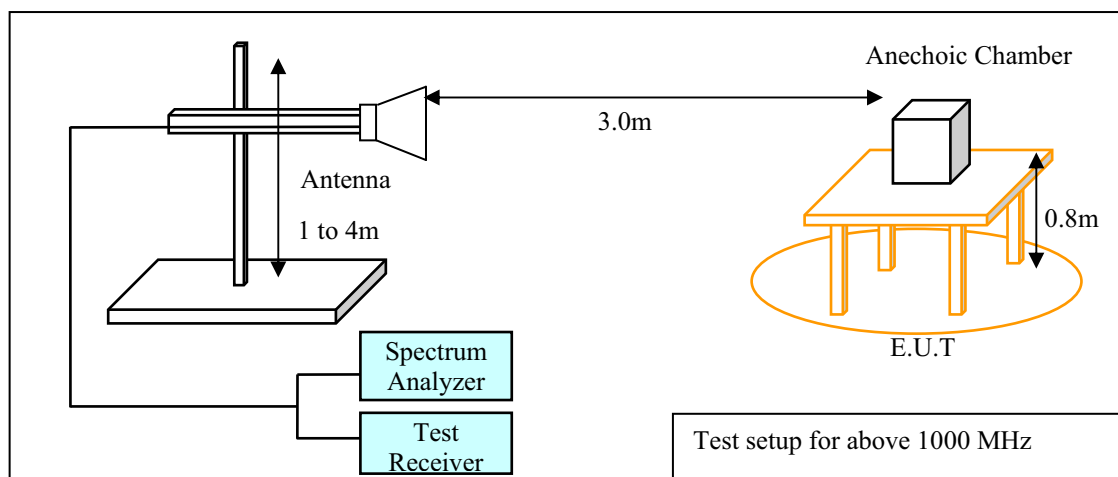 Anechoic Chamber
3.0m
Antenna
1 to 4m
0.8m
E.U.T
Spectrum
Analyzer
Test
Receiver
Test setup for above 1000 MHz